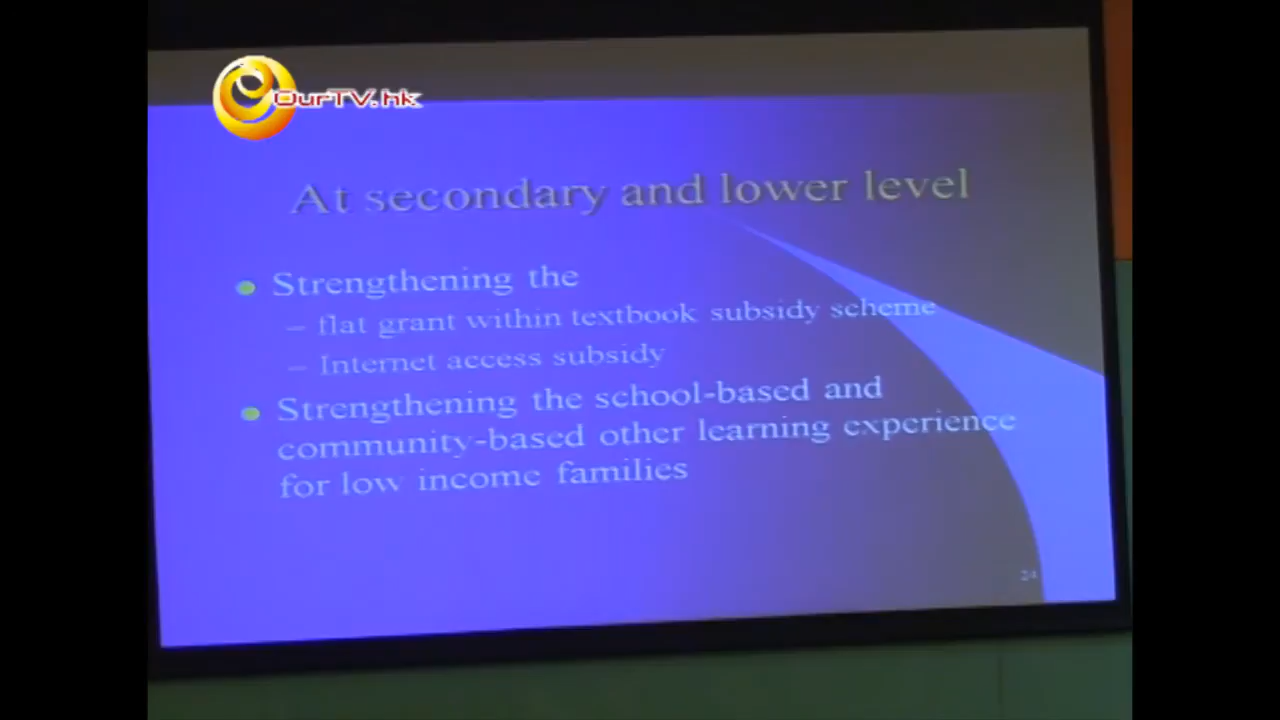 OurTV.hk
At secondary and lower level
Strengthening the
– flat grant within textbook subsidy scheme
– Internet access subsidy
Strengthening the school-based and
community-based other learning experience
for low income families
24